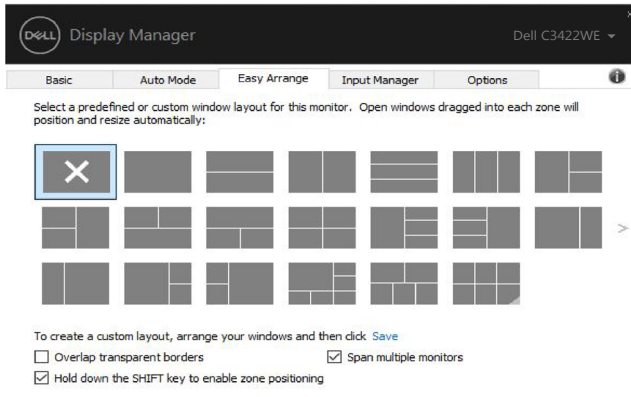 DELL Display Manager
Dell C3422WE
Basic Auto Mode Easy Arrange Input Manager Options
Select a predefined or custom window layout for this monitor. Open windows dragged into each zone will
position and resize automatically:
To create a custom layout, arrange your windows and then click Save
Overlap transparent borders Span multiple monitors
Hold down the SHIFT key to enable zone positioning